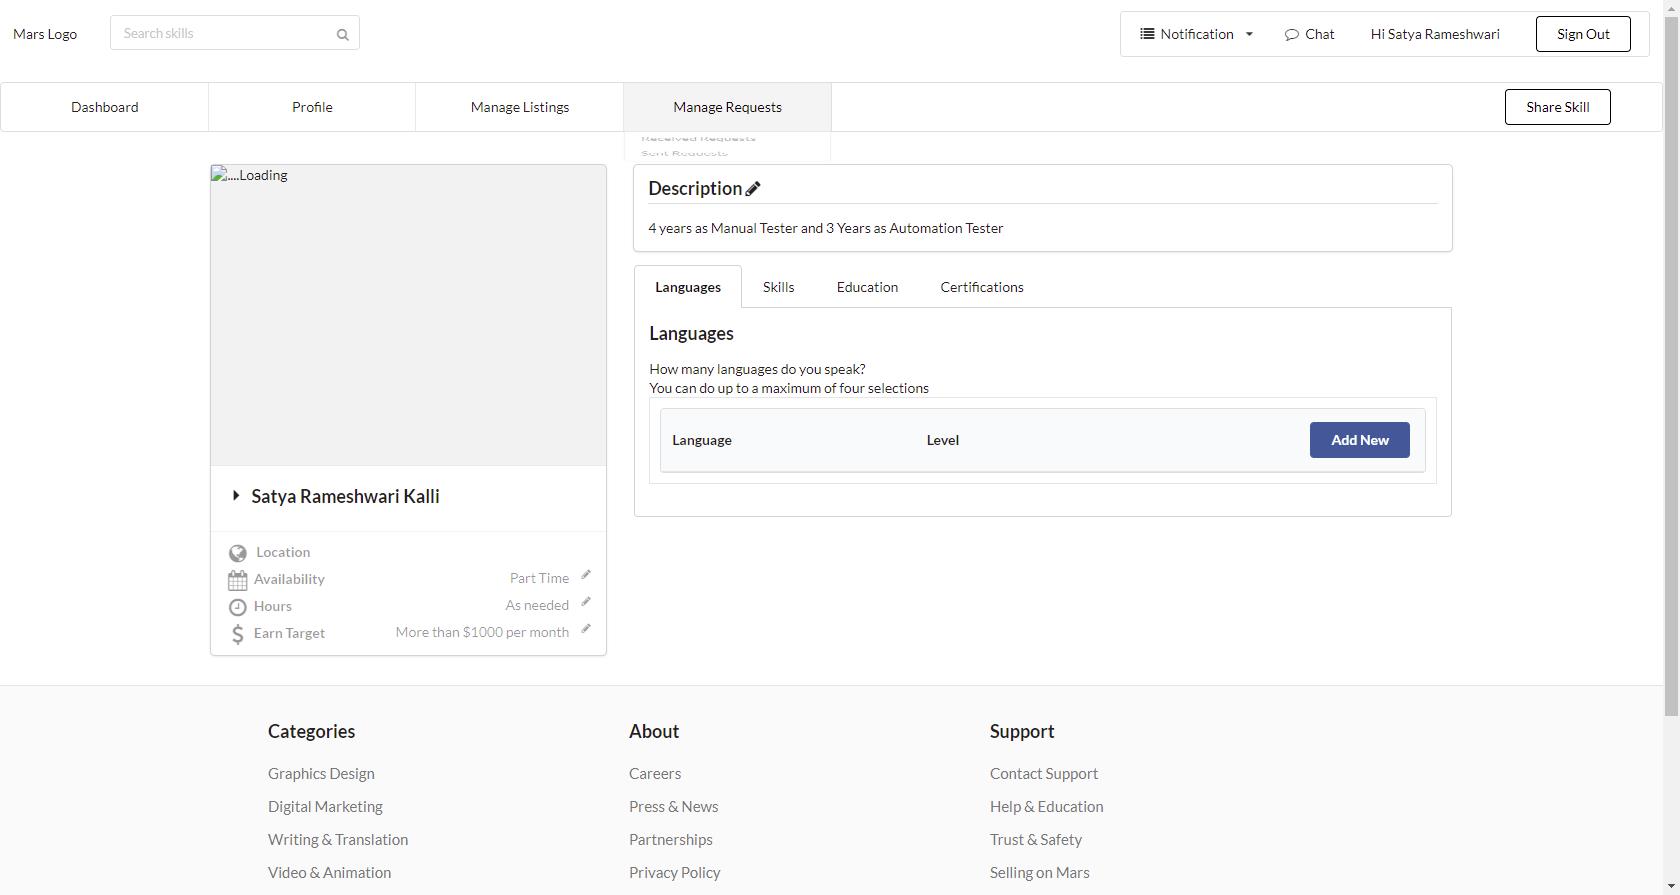 Mars Logo
Search skills
Notification
Chat
Hi Satya Rameshwari
Sign Out
Dashboard
Profile
Manage Listings
Manage Requests
Share Skill
Received Requests
Sent Requests
....Loading
Satya Rameshwari Kalli
Location
Availability
Part Time
Hours
As needed
Earn Target
More than $1000 per month
Description
4 years as Manual Tester and 3 Years as Automation Tester
Languages
Skills
Education
Certifications
Languages
How many languages do you speak?
You can do up to a maximum of four selections
Language
Level
Add New
Categories
Graphics Design
Digital Marketing
Writing & Translation
Video & Animation
About
Careers
Press & News
Partnerships
Privacy Policy
Support
Contact Support
Help & Education
Trust & Safety
Selling on Mars